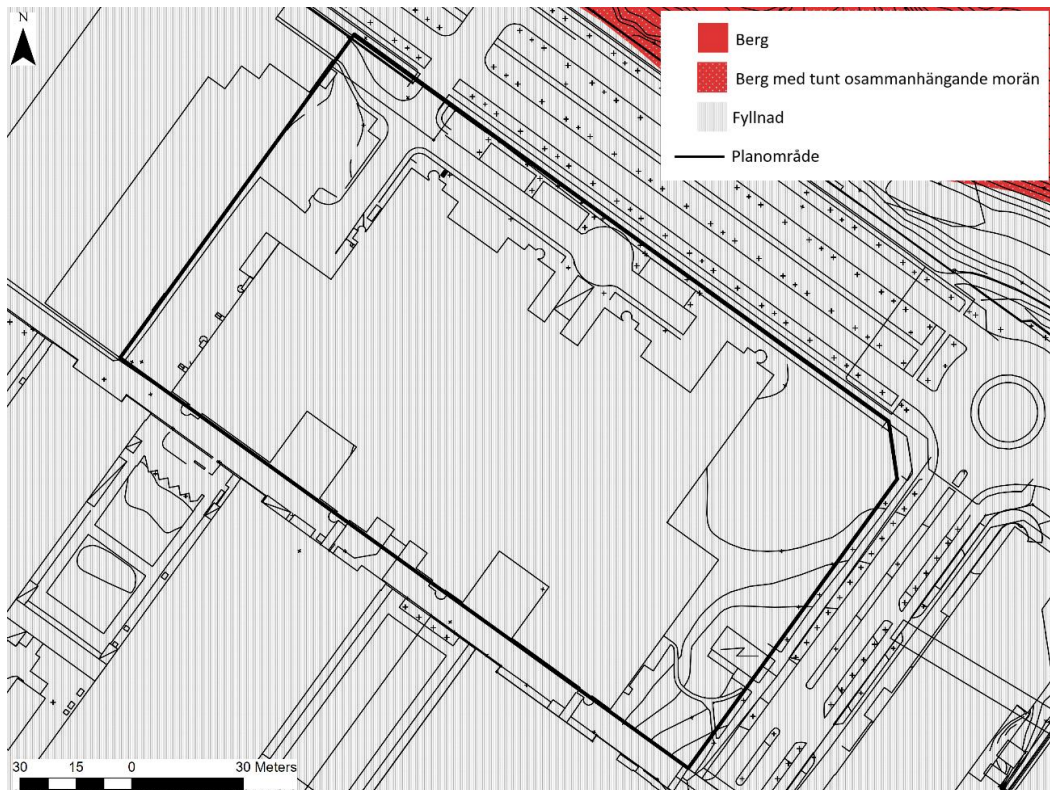 N
Berg
Berg med tunt osammanhängande morän
Fyllnad
Planområde
30 15 0 30 Meters